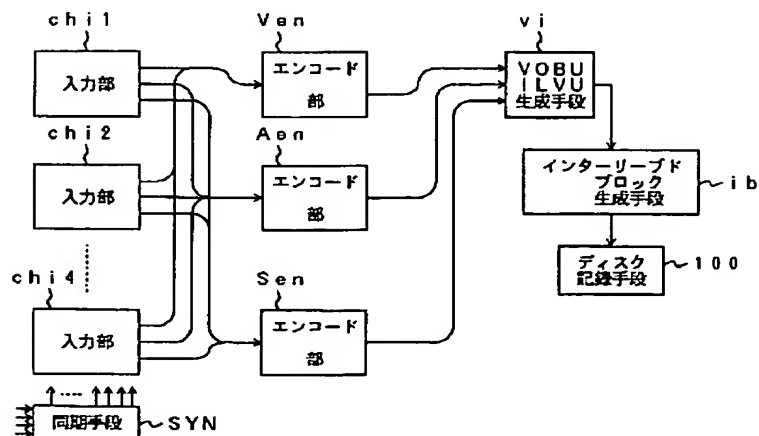 chi1
入力部
chi2
入力部
chi4
入力部
同期手段
SYN
Ven
エンコード
部
Aen
エンコード
部
Sen
エンコード
部
vi
VOBU
ILVU
生成手段
インターリーブド
ブロック
生成手段
ib
ディスク
記録手段
100